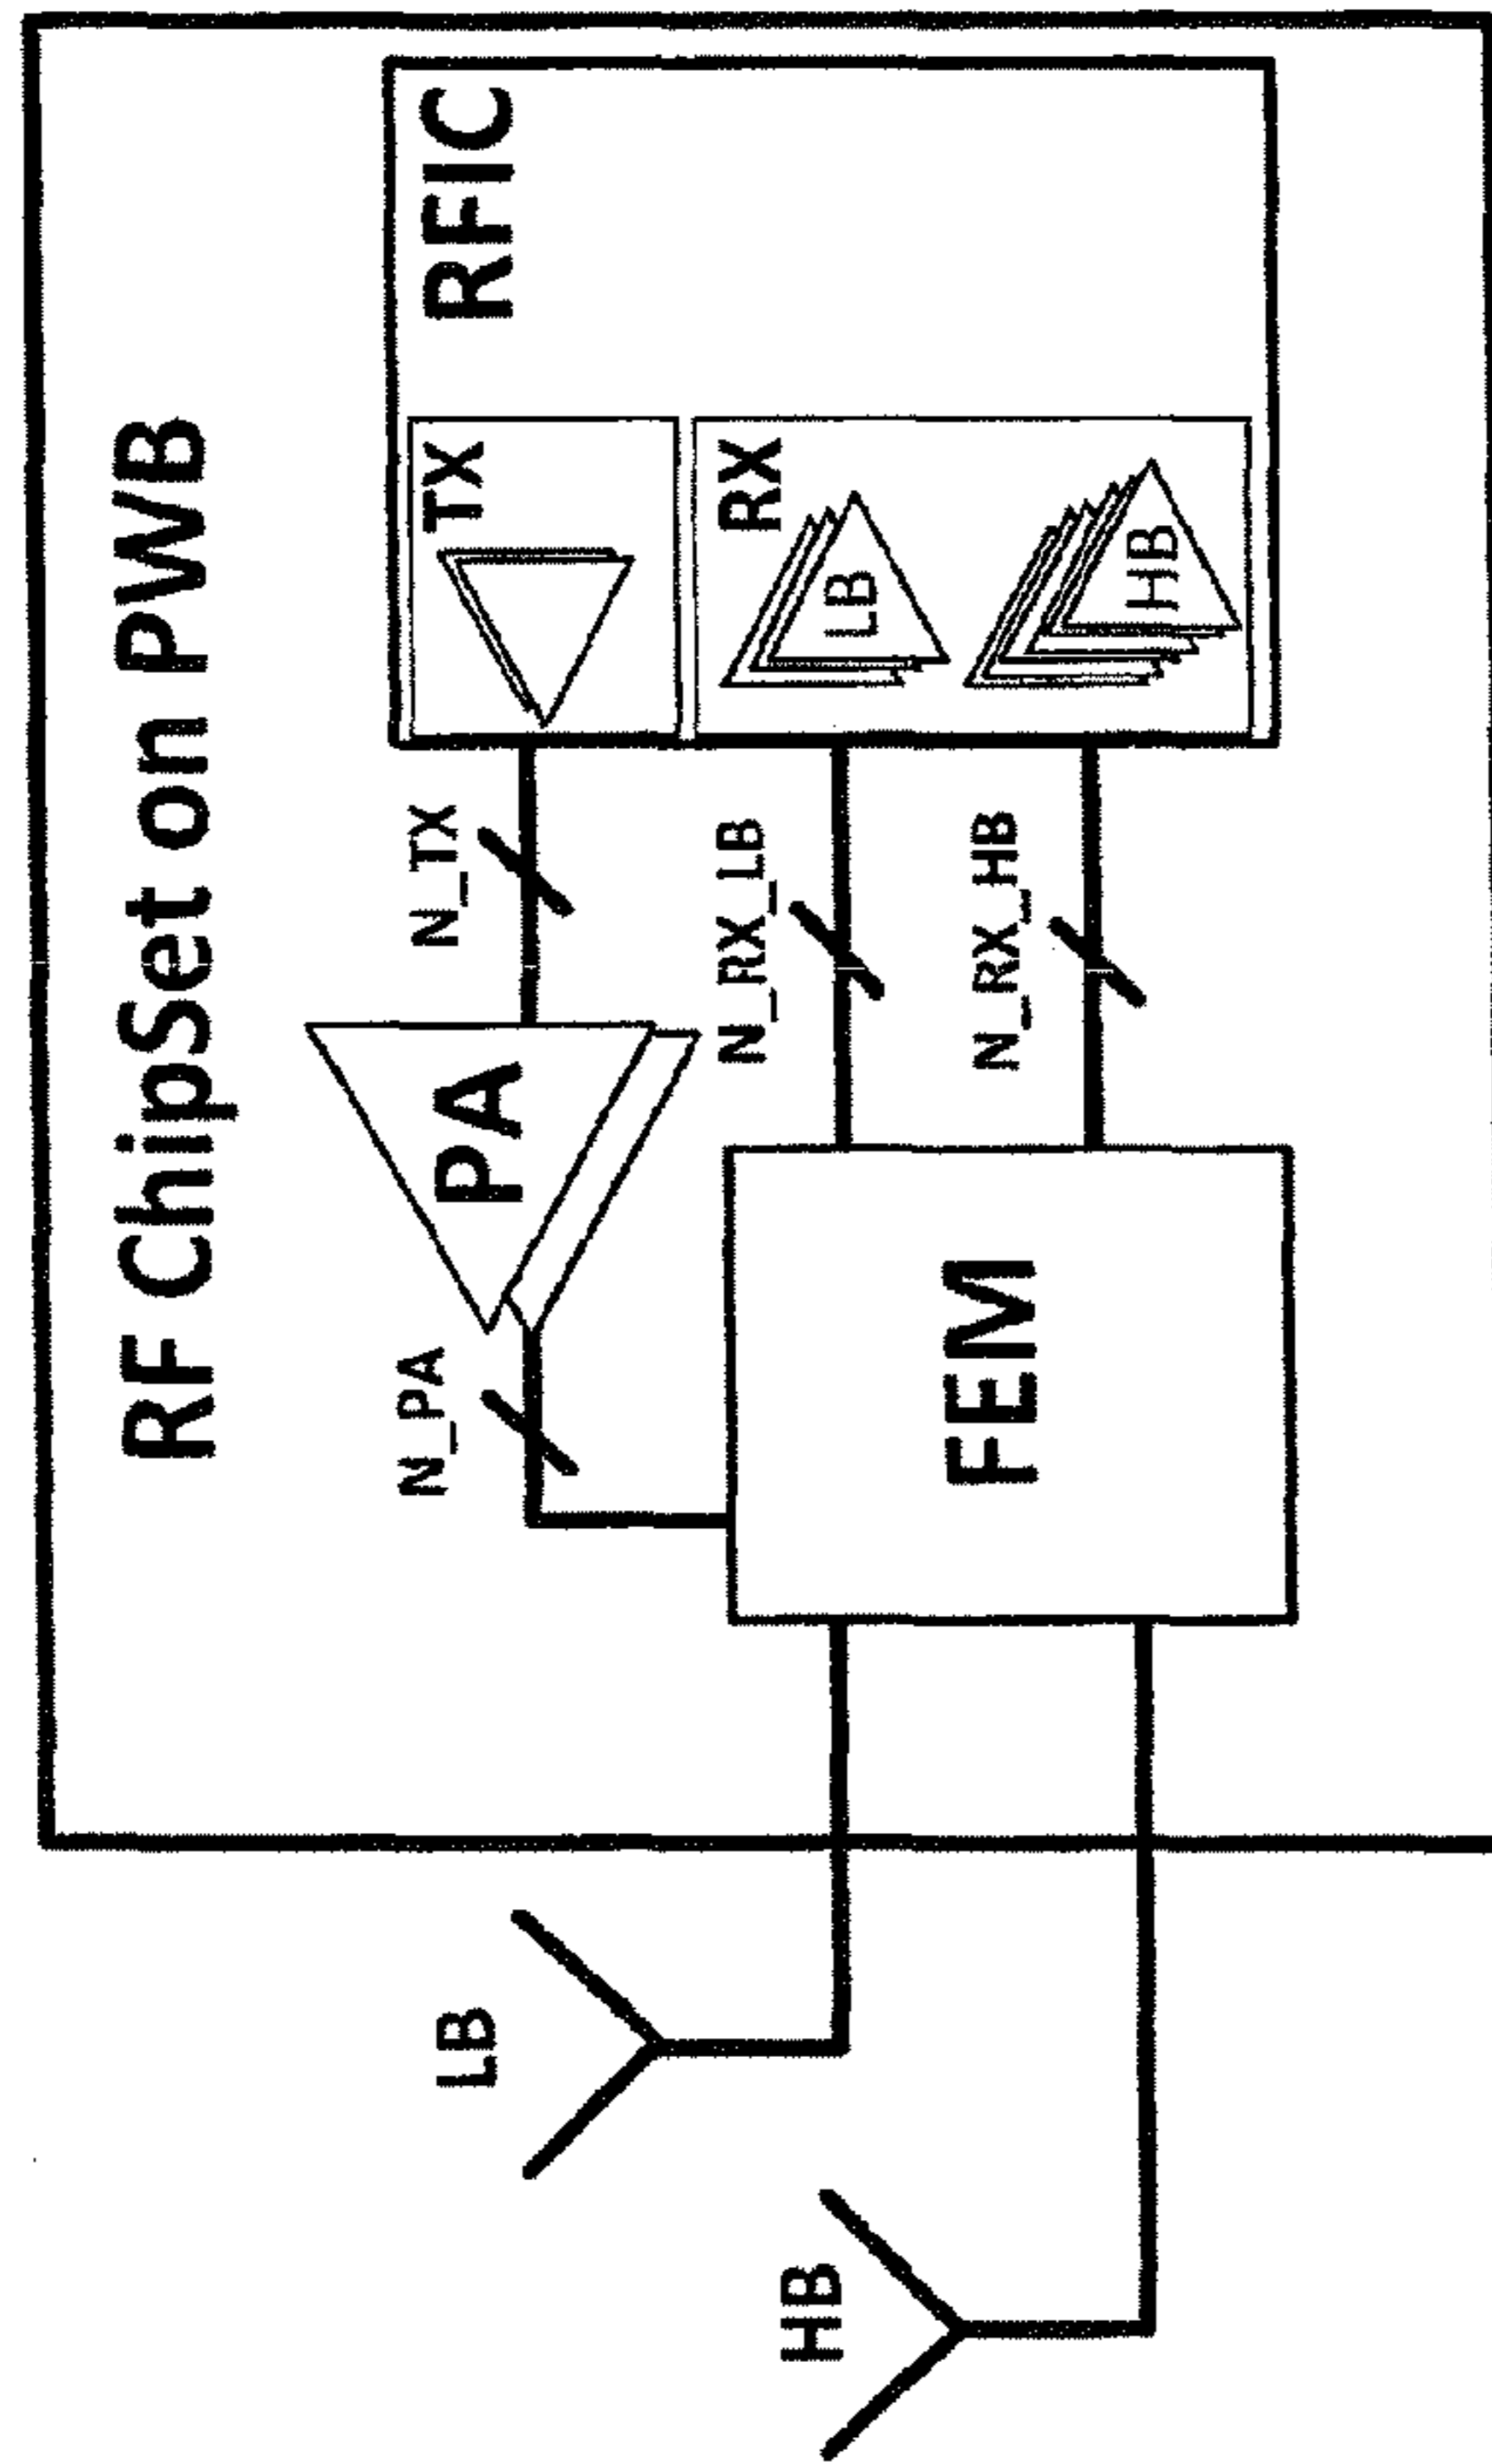 RF ChipSet on PWB
RFIC
TX
N_TX
PA
N_PA
RX
LB
HB
N_RX_LB
N_RX_HB
FEM
LB
HB